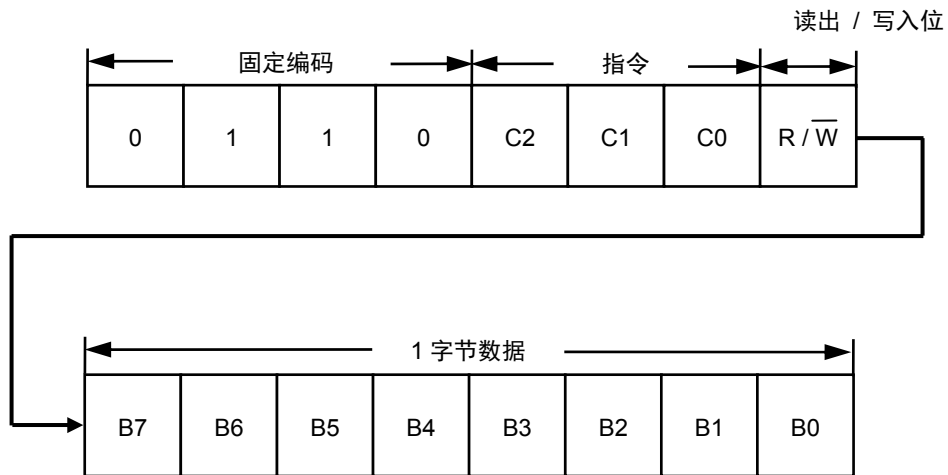 读出 / 写入位
固定编码 指令
0 1 1 0 C2 C1 C0 R / W̅
1 字节数据
B7 B6 B5 B4 B3 B2 B1 B0